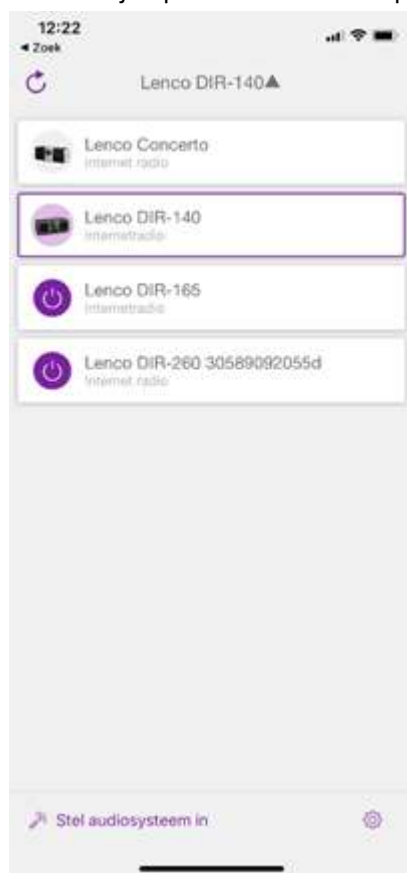 12:22
◂ Zoek
Lenco DIR-140▲
Lenco Concerto
Internet radio
Lenco DIR-140
Internetradio
Lenco DIR-165
Internetradio
Lenco DIR-260 30589092055d
Internet radio
Stel audiosysteem in